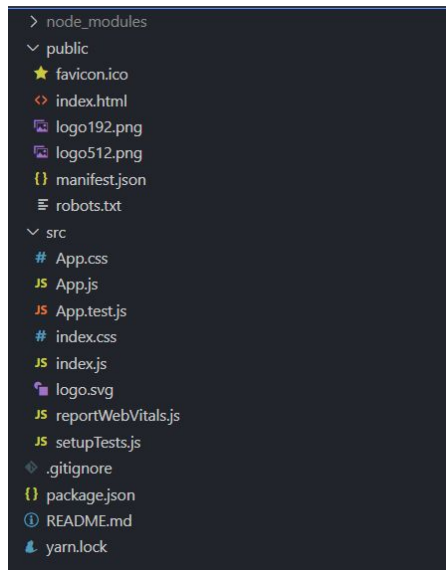 node_modules
public
favicon.ico
index.html
logo192.png
logo512.png
manifest.json
robots.txt
src
App.css
App.js
App.test.js
index.css
index.js
logo.svg
reportWebVitals.js
setupTests.js
.gitignore
package.json
README.md
yarn.lock